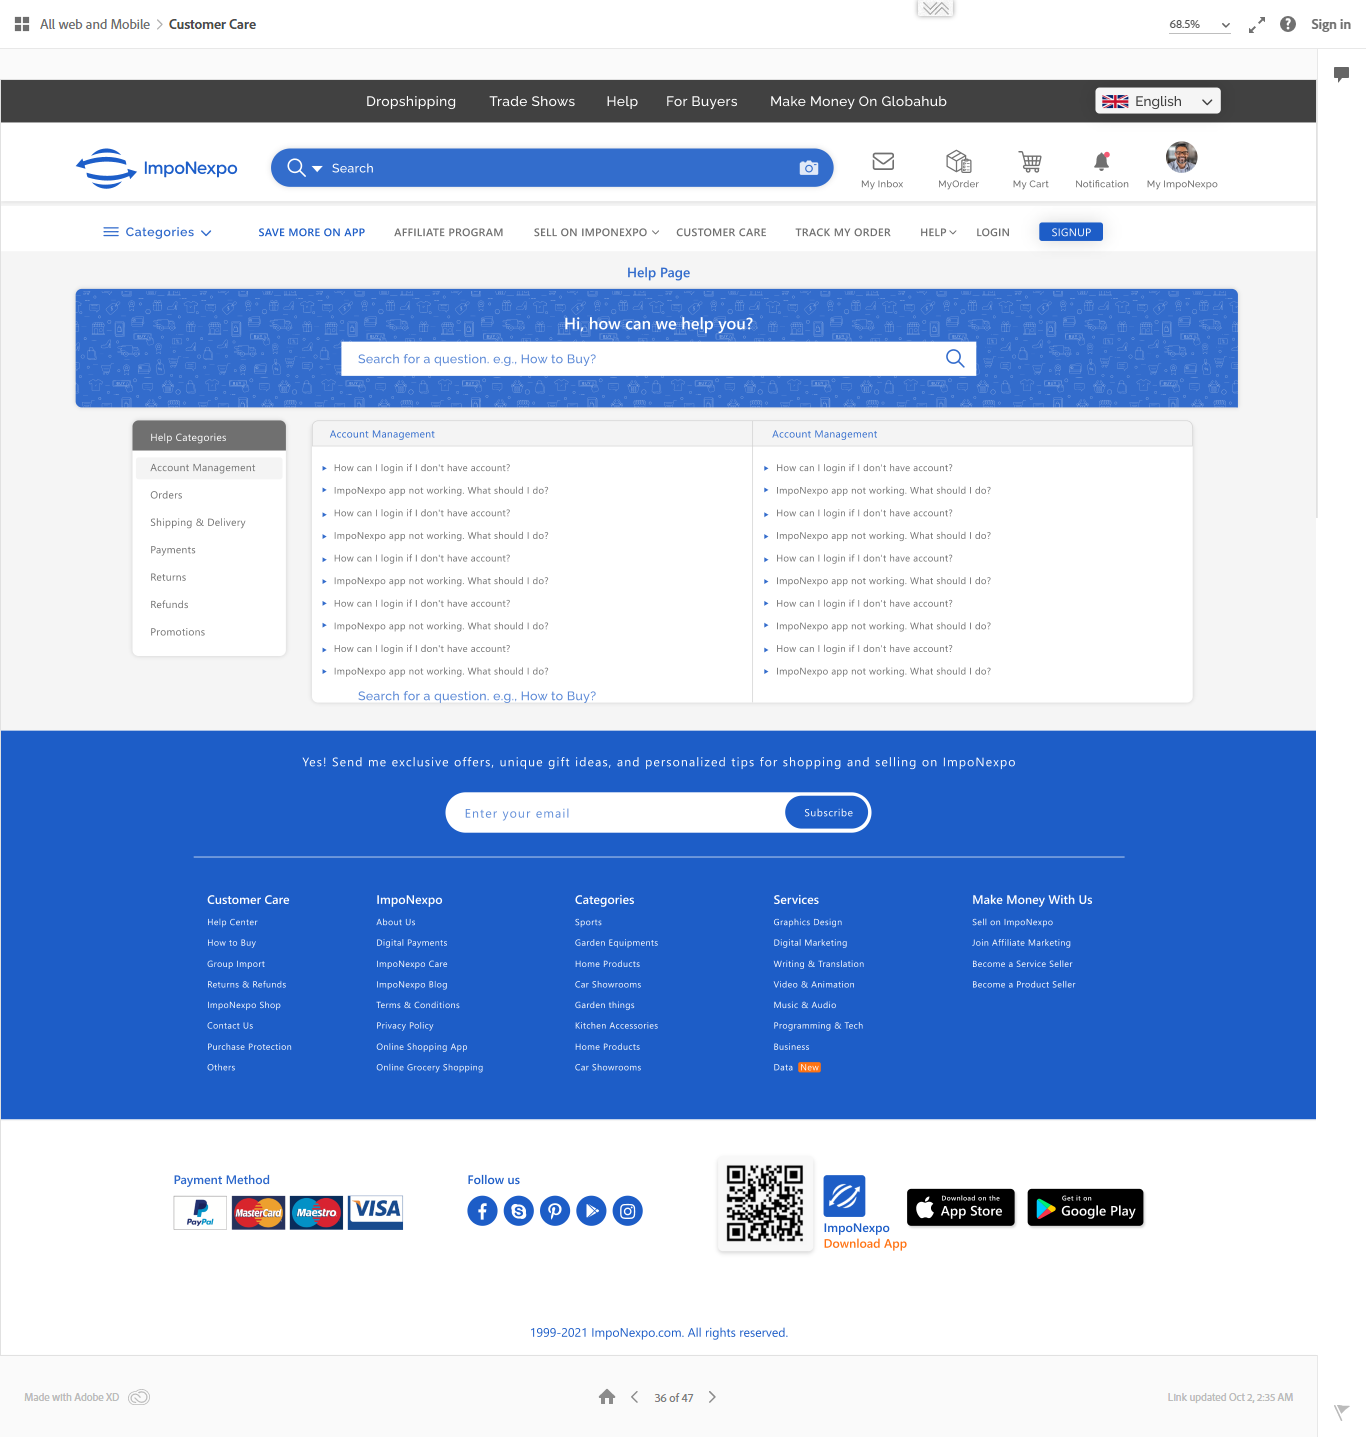 All web and Mobile > Customer Care
68.5%
Sign in
Dropshipping Trade Shows Help For Buyers Make Money On Globahub English
ImpoNexpo
Search
My Inbox MyOrder My Cart Notification My ImpoNexpo
Categories SAVE MORE ON APP AFFILIATE PROGRAM SELL ON IMPONEXPO CUSTOMER CARE TRACK MY ORDER HELP LOGIN SIGNUP
Help Page
Hi, how can we help you?
Search for a question. e.g., How to Buy?
Help Categories
Account Management
Orders
Shipping & Delivery
Payments
Returns
Refunds
Promotions
Account Management
How can I login if I don't have account?
ImpoNexpo app not working. What should I do?
How can I login if I don't have account?
ImpoNexpo app not working. What should I do?
How can I login if I don't have account?
ImpoNexpo app not working. What should I do?
How can I login if I don't have account?
ImpoNexpo app not working. What should I do?
How can I login if I don't have account?
ImpoNexpo app not working. What should I do?
Search for a question. e.g., How to Buy?
Account Management
How can I login if I don't have account?
ImpoNexpo app not working. What should I do?
How can I login if I don't have account?
ImpoNexpo app not working. What should I do?
How can I login if I don't have account?
ImpoNexpo app not working. What should I do?
How can I login if I don't have account?
ImpoNexpo app not working. What should I do?
How can I login if I don't have account?
ImpoNexpo app not working. What should I do?
Yes! Send me exclusive offers, unique gift ideas, and personalized tips for shopping and selling on ImpoNexpo
Enter your email
Subscribe
Customer Care
Help Center
How to Buy
Group Import
Returns & Refunds
ImpoNexpo Shop
Contact Us
Purchase Protection
Others
ImpoNexpo
About Us
Digital Payments
ImpoNexpo Care
ImpoNexpo Blog
Terms & Conditions
Privacy Policy
Online Shopping App
Online Grocery Shopping
Categories
Sports
Garden Equipments
Home Products
Car Showrooms
Garden things
Kitchen Accessories
Home Products
Car Showrooms
Services
Graphics Design
Digital Marketing
Writing & Translation
Video & Animation
Music & Audio
Programming & Tech
Business
Data New
Make Money With Us
Sell on ImpoNexpo
Join Affiliate Marketing
Become a Service Seller
Become a Product Seller
Payment Method
PayPal MasterCard Maestro VISA
Follow us
ImpoNexpo
Download App
Download on the
App Store
Get it on
Google Play
1999-2021 ImpoNexpo.com. All rights reserved.
Made with Adobe XD
36 of 47
Link updated Oct 2, 2:35 AM